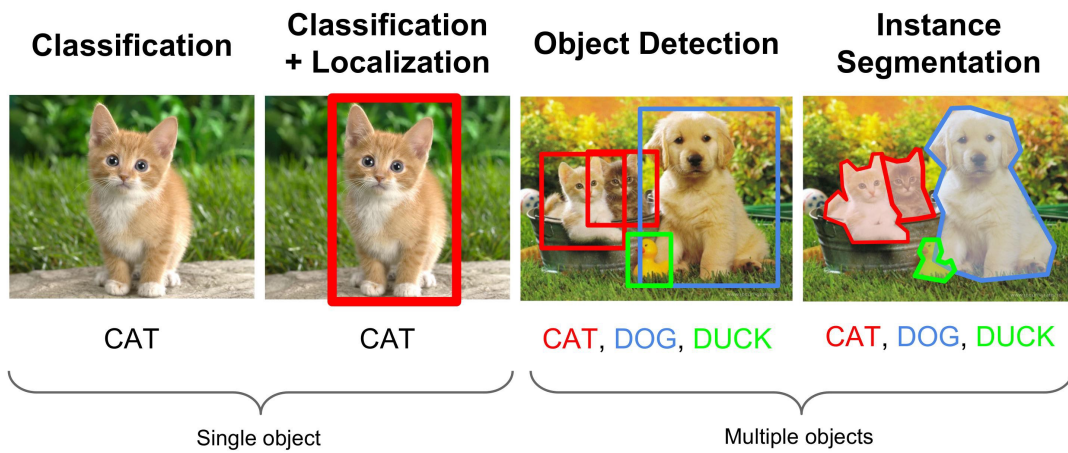 Classification
Classification
+ Localization
Object Detection
Instance
Segmentation
CAT
CAT
CAT, DOG, DUCK
CAT, DOG, DUCK
Single object
Multiple objects